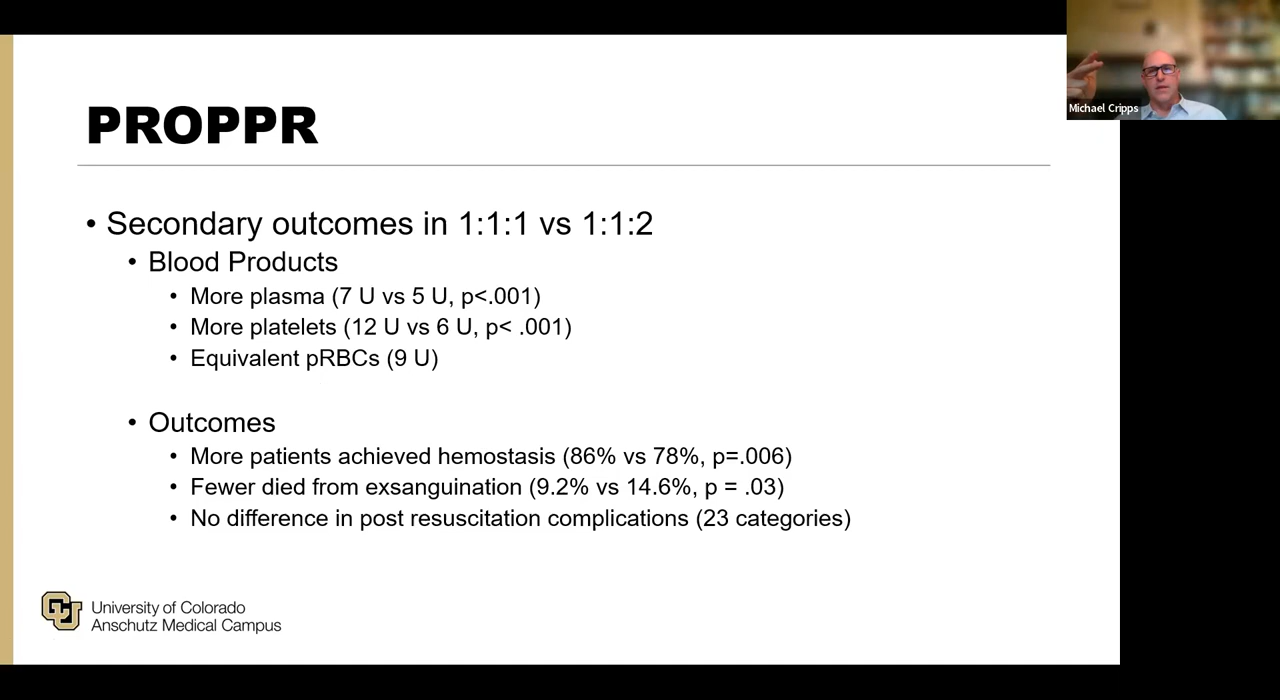 Michael Cripps
PROPPR
• Secondary outcomes in 1:1:1 vs 1:1:2
• Blood Products
• More plasma (7 U vs 5 U, p<.001)
• More platelets (12 U vs 6 U, p< .001)
• Equivalent pRBCs (9 U)
• Outcomes
• More patients achieved hemostasis (86% vs 78%, p=.006)
• Fewer died from exsanguination (9.2% vs 14.6%, p = .03)
• No difference in post resuscitation complications (23 categories)
University of Colorado
Anschutz Medical Campus